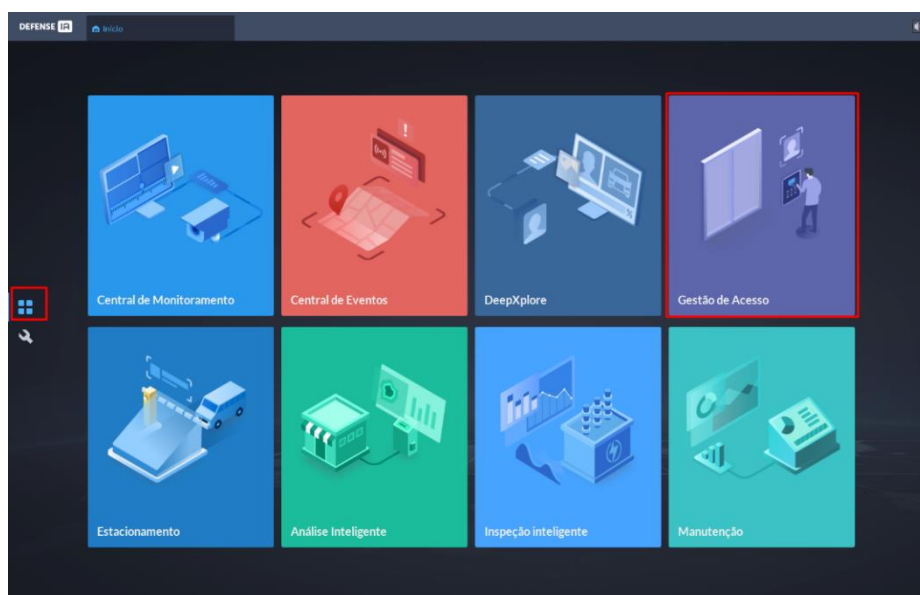 DEFENSE IA
Início
Central de Monitoramento
Central de Eventos
DeepXplore
Gestão de Acesso
Estacionamento
Análise Inteligente
Inspeção inteligente
Manutenção